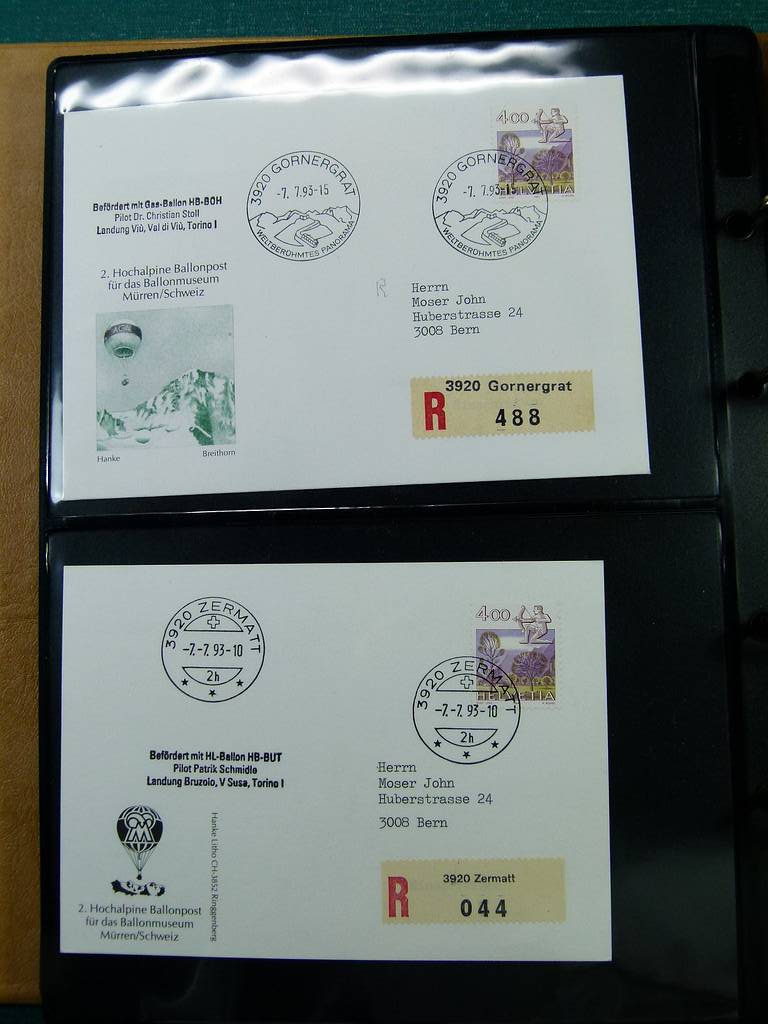 Befördert mit Gas-Ballon HB-BOH
Pilot Dr. Christian Stoll
Landung Viù, Val di Viù, Torino I
2. Hochalpine Ballonpost
für das Ballonmuseum
Mürren/Schweiz
Hanke Breithorn
3920 GORNERGRAT
-7. 7.93-15
WELTBERÜHMTES PANORAMA
400
HELVETIA
3920 GORNERGRAT
-7. 7.93-15
WELTBERÜHMTES PANORAMA
R
Herrn
Moser John
Huberstrasse 24
3008 Bern
R 3920 Gornergrat
488
3920 ZERMATT
-7.-7.93-10
2h
400
HELVETIA
3920 ZERMATT
-7.-7.93-10
2h
Befördert mit HL-Ballon HB-BUT
Pilot Patrik Schmidle
Landung Bruzolo, V Susa, Torino I
Hanke Litho CH-3852 Ringgenberg
2. Hochalpine Ballonpost
für das Ballonmuseum
Mürren/Schweiz
Herrn
Moser John
Huberstrasse 24
3008 Bern
R 3920 Zermatt
044